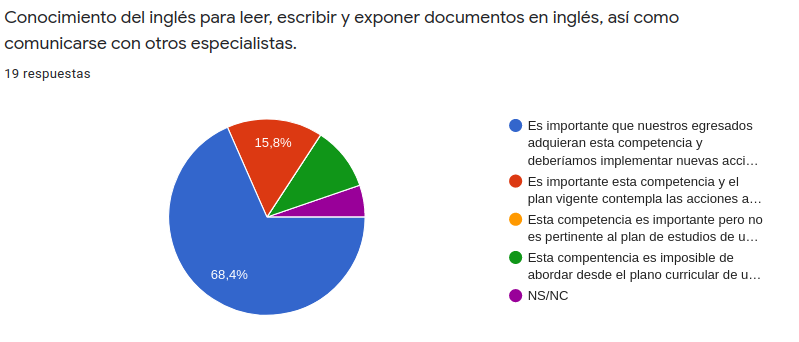 Conocimiento del inglés para leer, escribir y exponer documentos en inglés, así como
comunicarse con otros especialistas.
19 respuestas
15,8%
68,4%
Es importante que nuestros egresados
adquieran esta competencia y
deberíamos implementar nuevas acci…
Es importante esta competencia y el
plan vigente contempla las acciones a…
Esta competencia es importante pero no
es pertinente al plan de estudios de u…
Esta compentencia es imposible de
abordar desde el plano curricular de u…
NS/NC